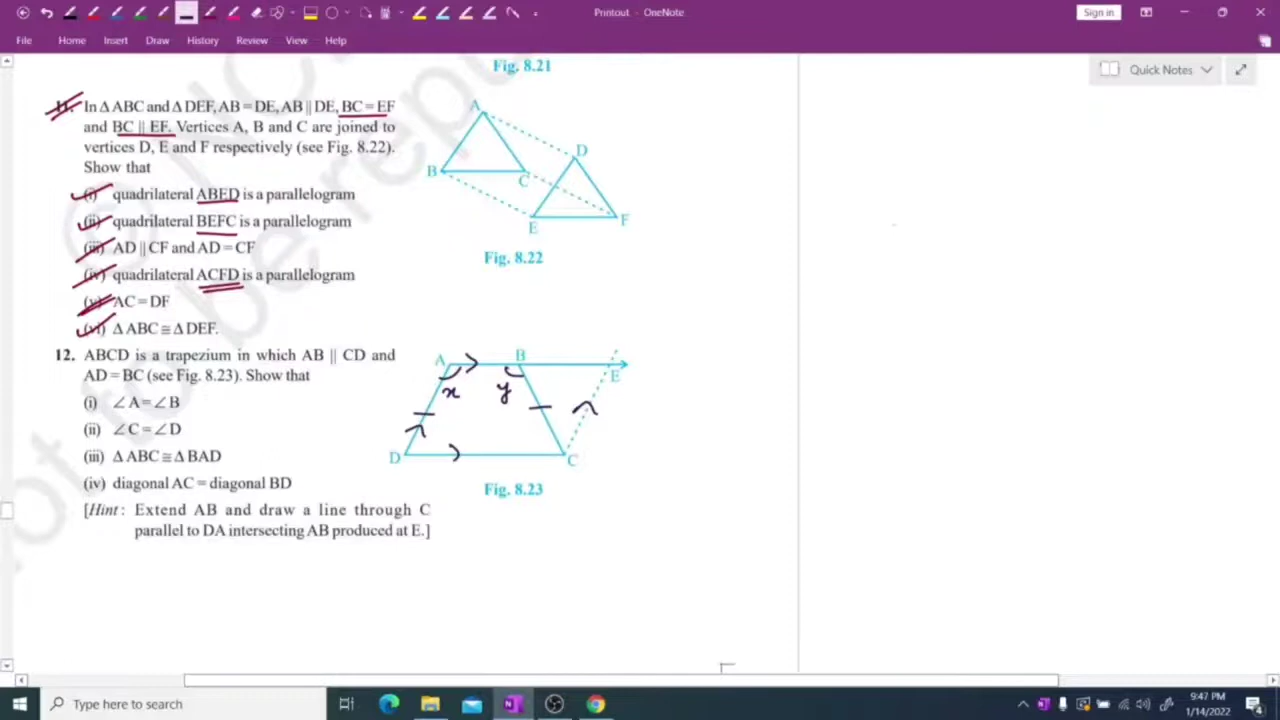 Printout - OneNote
Sign in
File Home Insert Draw History Review View Help
Quick Notes
Fig. 8.21
11. In Δ ABC and Δ DEF, AB = DE, AB || DE, BC = EF
and BC || EF. Vertices A, B and C are joined to
vertices D, E and F respectively (see Fig. 8.22).
Show that
(i) quadrilateral ABED is a parallelogram
(ii) quadrilateral BEFC is a parallelogram
(iii) AD || CF and AD = CF
(iv) quadrilateral ACFD is a parallelogram
(v) AC = DF
(vi) Δ ABC ≅ Δ DEF.
A
D
B
C
E
F
Fig. 8.22
12. ABCD is a trapezium in which AB || CD and
AD = BC (see Fig. 8.23). Show that
(i) ∠A = ∠B
(ii) ∠C = ∠D
(iii) Δ ABC ≅ Δ BAD
(iv) diagonal AC = diagonal BD
[Hint : Extend AB and draw a line through C
parallel to DA intersecting AB produced at E.]
A
B
E
x
y
D
C
Fig. 8.23
not to be rep
Type here to search
9:47 PM
1/14/2022
4